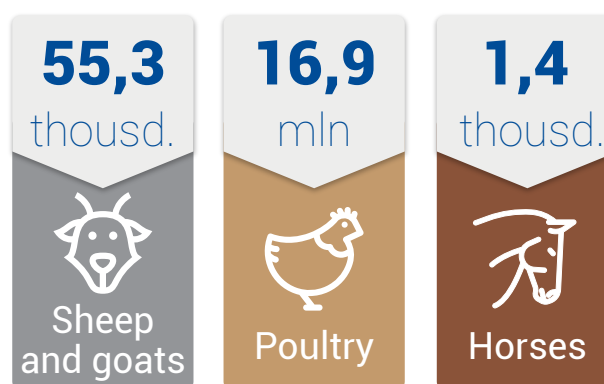 55,3
thousd.
Sheep
and goats
16,9
mln
Poultry
1,4
thousd.
Horses